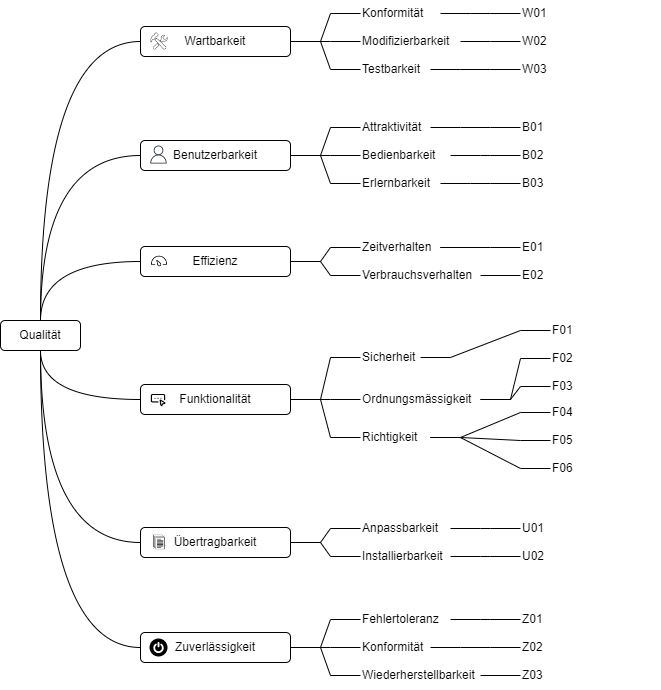 Qualität
Wartbarkeit
Konformität W01
Modifizierbarkeit W02
Testbarkeit W03
Benutzerbarkeit
Attraktivität B01
Bedienbarkeit B02
Erlernbarkeit B03
Effizienz
Zeitverhalten E01
Verbrauchsverhalten E02
Funktionalität
Sicherheit F01
Ordnungsmässigkeit F02
F03
Richtigkeit F04
F05
F06
Übertragbarkeit
Anpassbarkeit U01
Installierbarkeit U02
Zuverlässigkeit
Fehlertoleranz Z01
Konformität Z02
Wiederherstellbarkeit Z03